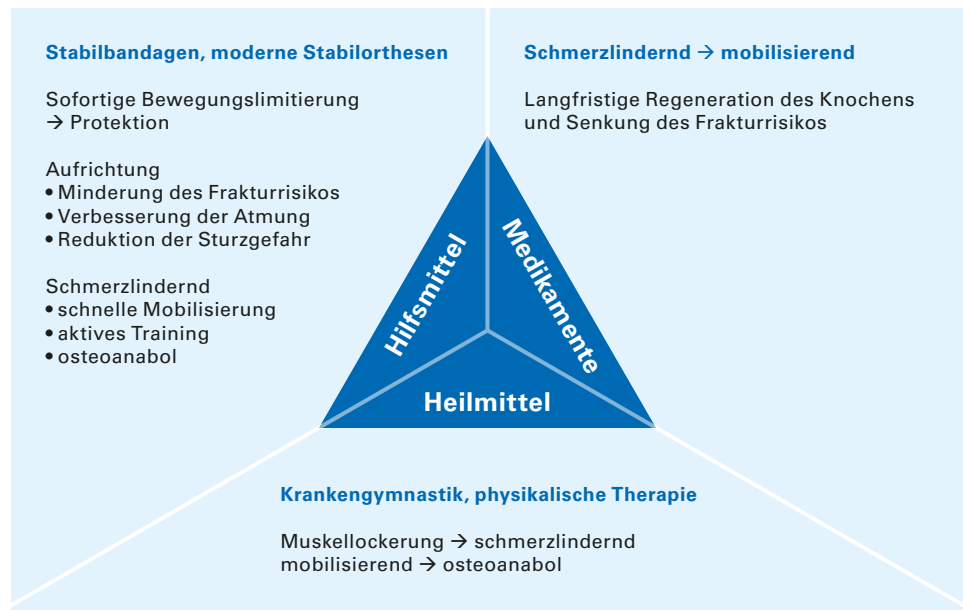 Stabilbandagen, moderne Stabilorthesen
Sofortige Bewegungslimitierung
→ Protektion
Aufrichtung
• Minderung des Frakturrisikos
• Verbesserung der Atmung
• Reduktion der Sturzgefahr
Schmerzlindernd
• schnelle Mobilisierung
• aktives Training
• osteoanabol
Schmerzlindernd → mobilisierend
Langfristige Regeneration des Knochens
und Senkung des Frakturrisikos
Hilfsmittel
Medikamente
Heilmittel
Krankengymnastik, physikalische Therapie
Muskellockerung → schmerzlindernd
mobilisierend → osteoanabol